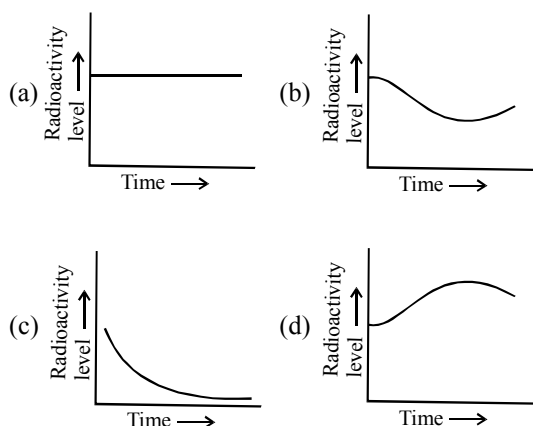 (a) Radioactivity level
Time
(b) Radioactivity level
Time
(c) Radioactivity level
Time
(d) Radioactivity level
Time